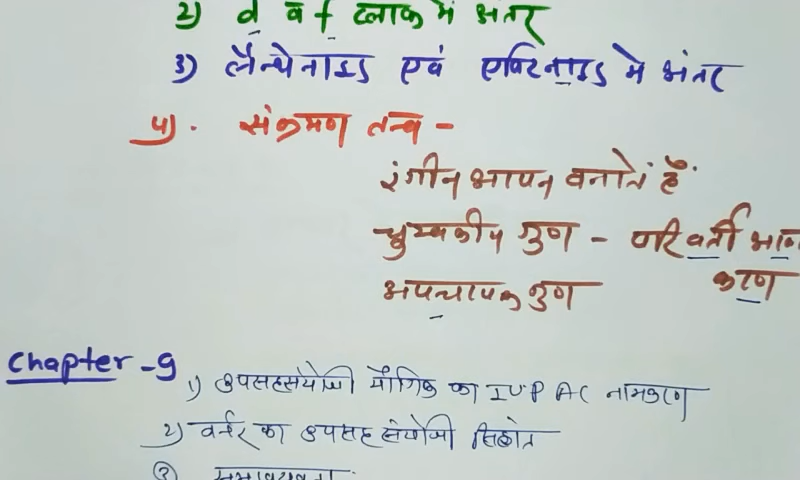 2) d व f ब्लाक में अंतर
3) लैन्थेनाइड एवं एक्टिनाइड में अंतर
4). संक्रमण तत्व -
रंगीन आयन बनाते हैं
चुम्बकीय गुण - परिवर्ती
करण
अपचायक गुण
Chapter - 9
1) उपसहसंयोजी यौगिक का IUPAC नामकरण
2) वर्नर का उपसहसंयोजी सिद्धांत
③